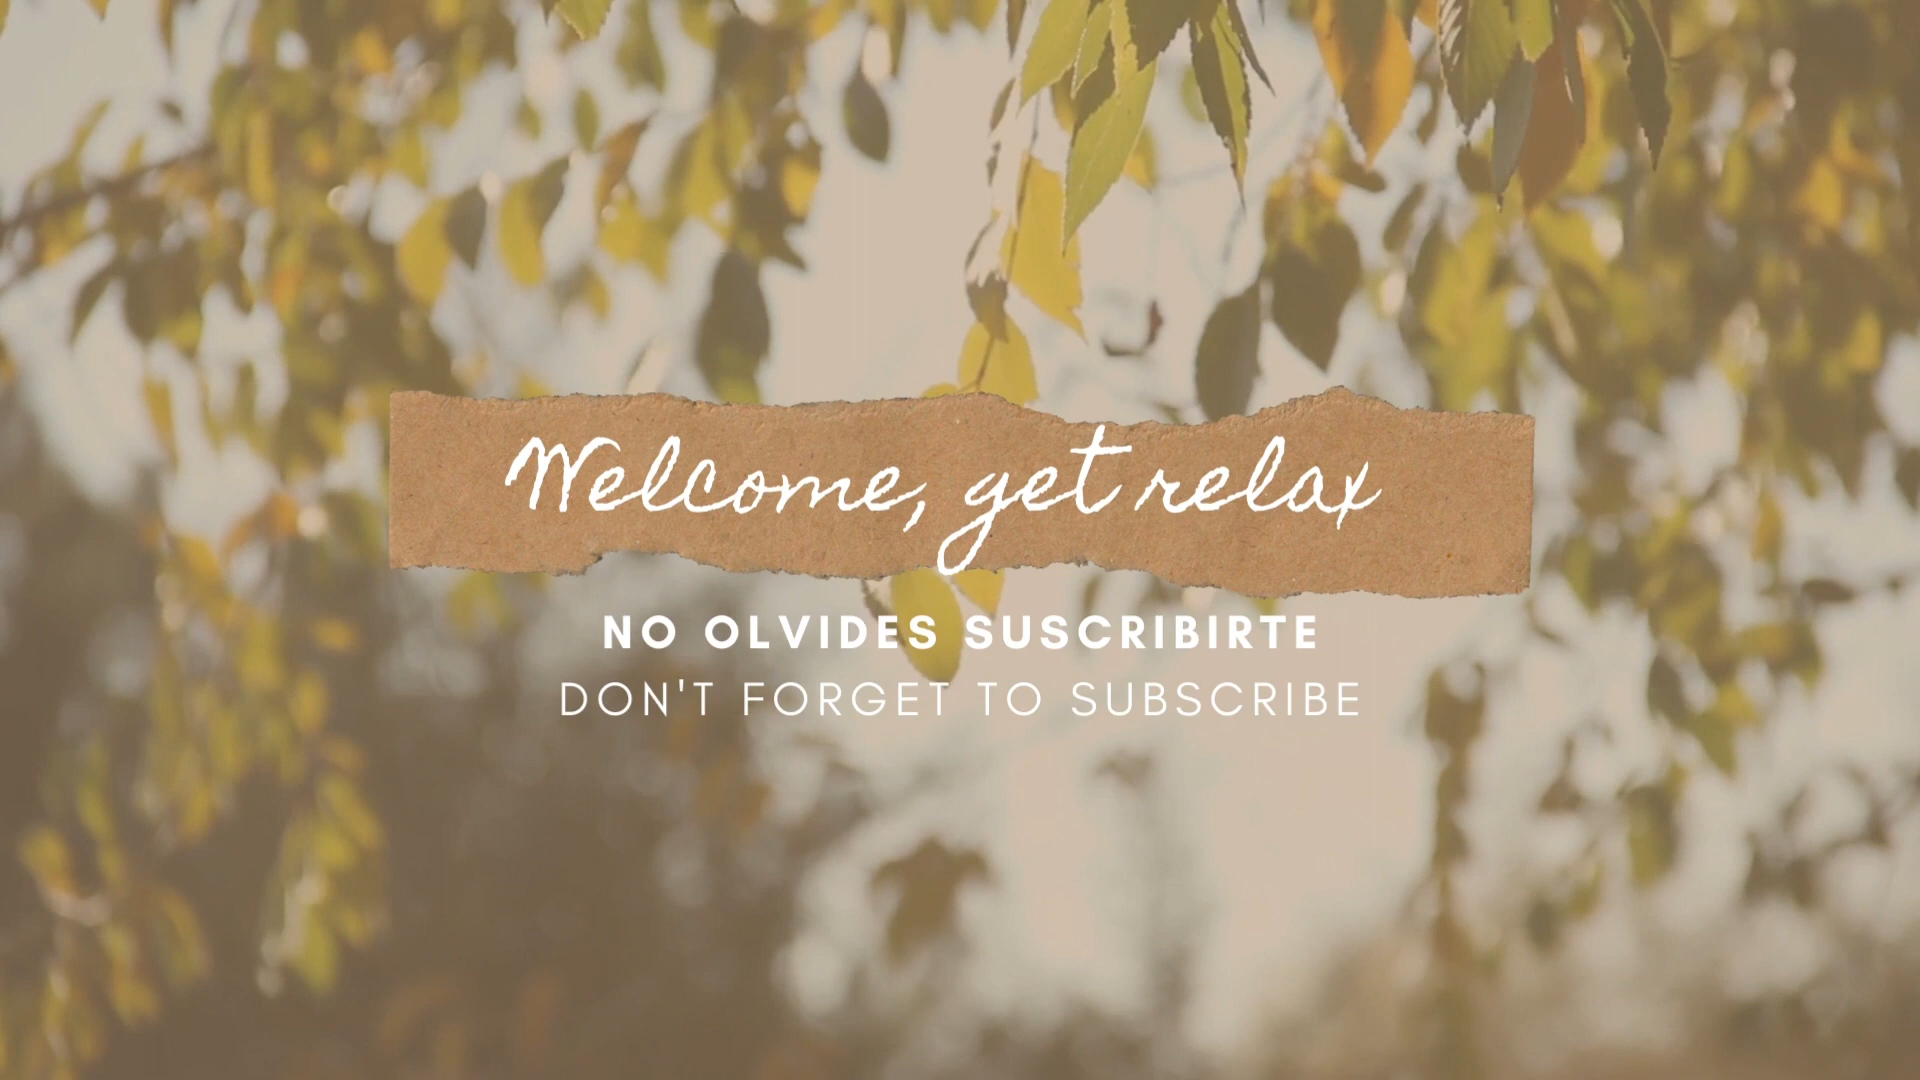 Welcome, get relax
NO OLVIDES SUSCRIBIRTE
DON'T FORGET TO SUBSCRIBE